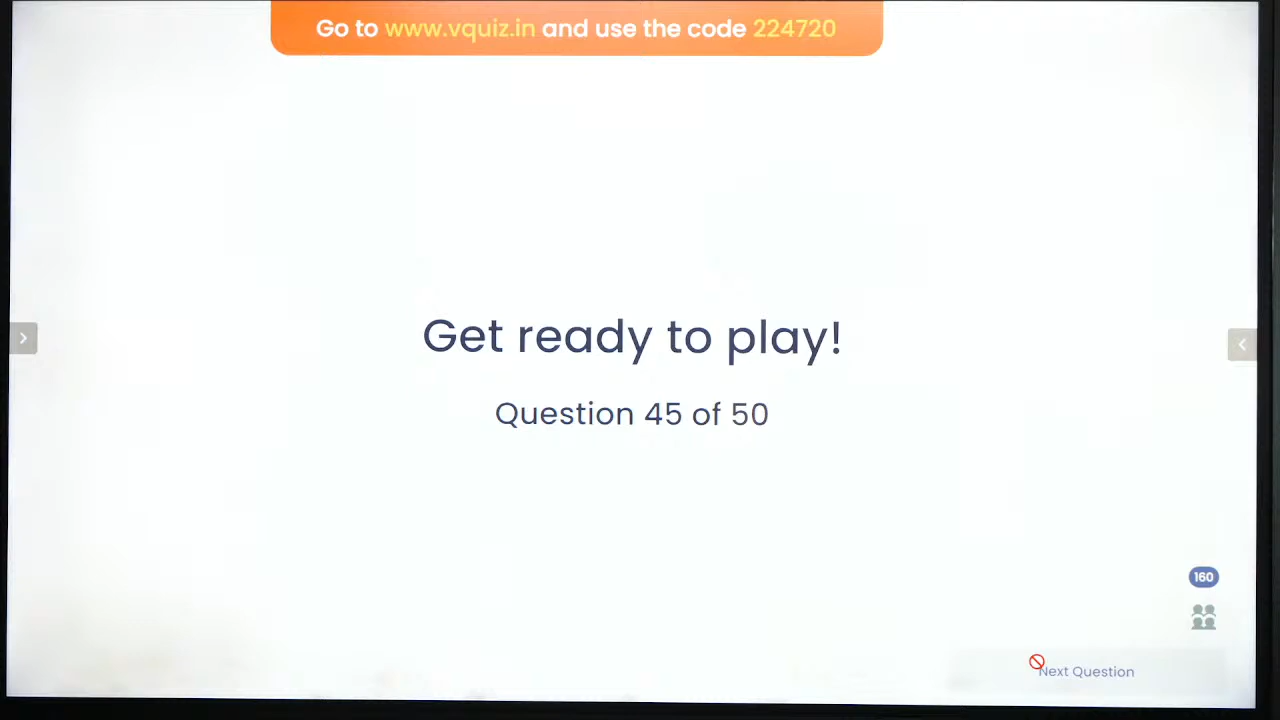 Go to www.vquiz.in and use the code 224720
Get ready to play!
Question 45 of 50
160
Next Question